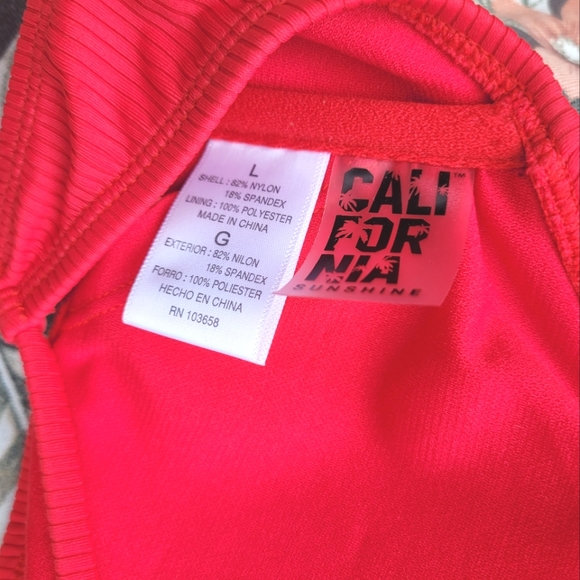 L
SHELL : 82% NYLON
18% SPANDEX
LINING : 100% POLYESTER
MADE IN CHINA
G
EXTERIOR : 82% NILON
18% SPANDEX
FORRO : 100% POLIESTER
HECHO EN CHINA
RN 103658
CALI™
FOR
NIA
SUNSHINE